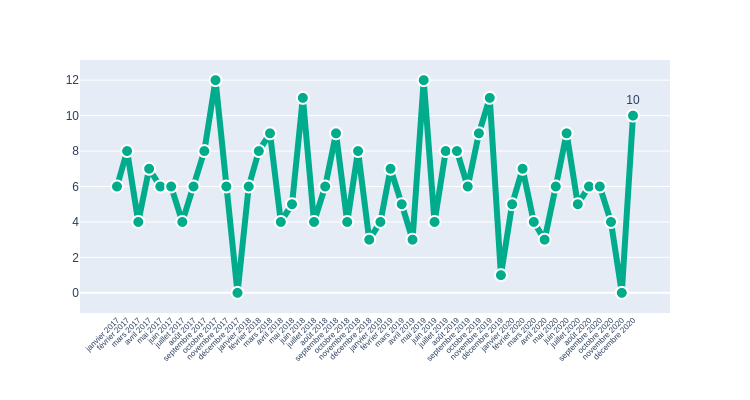 12
10
8
6
4
2
0
10
janvier 2017
février 2017
mars 2017
avril 2017
mai 2017
juin 2017
juillet 2017
août 2017
septembre 2017
octobre 2017
novembre 2017
décembre 2017
janvier 2018
février 2018
mars 2018
avril 2018
mai 2018
juin 2018
juillet 2018
août 2018
septembre 2018
octobre 2018
novembre 2018
décembre 2018
janvier 2019
février 2019
mars 2019
avril 2019
mai 2019
juin 2019
juillet 2019
août 2019
septembre 2019
octobre 2019
novembre 2019
décembre 2019
janvier 2020
février 2020
mars 2020
avril 2020
mai 2020
juin 2020
juillet 2020
août 2020
septembre 2020
octobre 2020
novembre 2020
décembre 2020